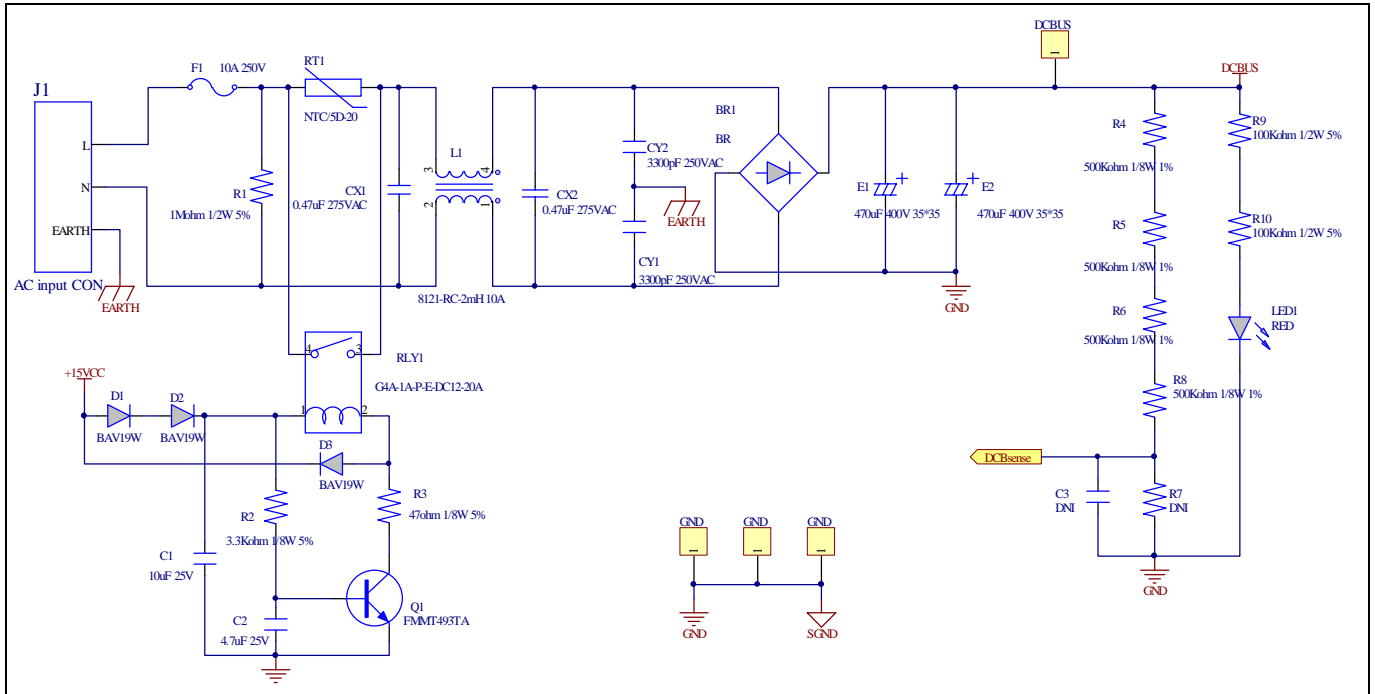 DCBUS
1
F1 10A 250V
RT1
NTC/5D-20
DCBUS
J1
L
N
EARTH
AC input CON
EARTH
R1
1Mohm 1/2W 5%
CX1
0.47uF 275VAC
L1
3
4
2
1
8121-RC-2mH 10A
CX2
0.47uF 275VAC
CY2
3300pF 250VAC
EARTH
CY1
3300pF 250VAC
BR1
BR
E1
470uF 400V 35*35
E2
470uF 400V 35*35
GND
R4
500Kohm 1/8W 1%
R5
500Kohm 1/8W 1%
R6
500Kohm 1/8W 1%
R8
500Kohm 1/8W 1%
R9
100Kohm 1/2W 5%
R10
100Kohm 1/2W 5%
LED1
RED
DCBsense
C3
DNI
R7
DNI
GND
4
3
RLY1
G4A-1A-P-E-DC12-20A
1
2
+15VCC
D1
BAV19W
D2
BAV19W
D3
BAV19W
R2
3.3Kohm 1/8W 5%
R3
47ohm 1/8W 5%
C1
10uF 25V
C2
4.7uF 25V
Q1
FMMT493TA
GND
1
GND
1
GND
1
GND
SGND